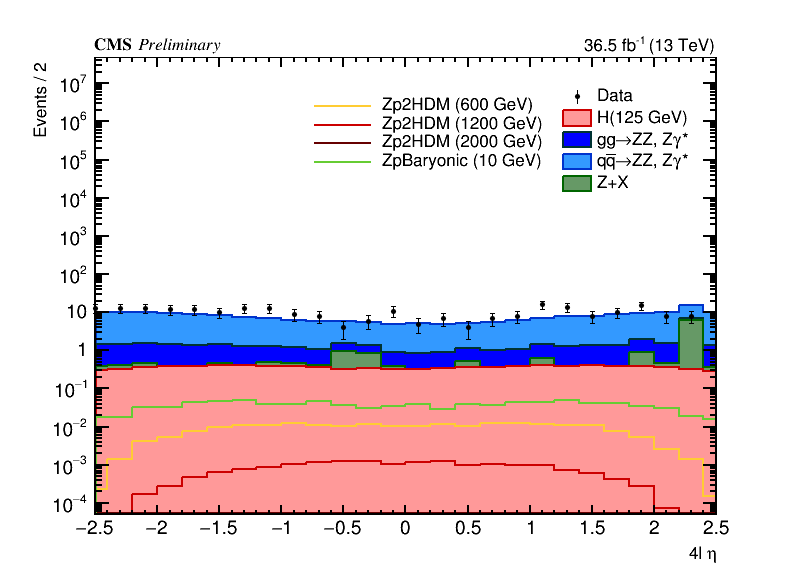 CMS Preliminary
36.5 fb⁻¹ (13 TeV)
Events / 2
10⁷
10⁶
10⁵
10⁴
10³
10²
10
1
10⁻¹
10⁻²
10⁻³
10⁻⁴
Zp2HDM (600 GeV)
Zp2HDM (1200 GeV)
Zp2HDM (2000 GeV)
ZpBaryonic (10 GeV)
Data
H(125 GeV)
gg→ZZ, Zγ*
qq̅→ZZ, Zγ*
Z+X
−2.5 −2 −1.5 −1 −0.5 0 0.5 1 1.5 2 2.5
4l η